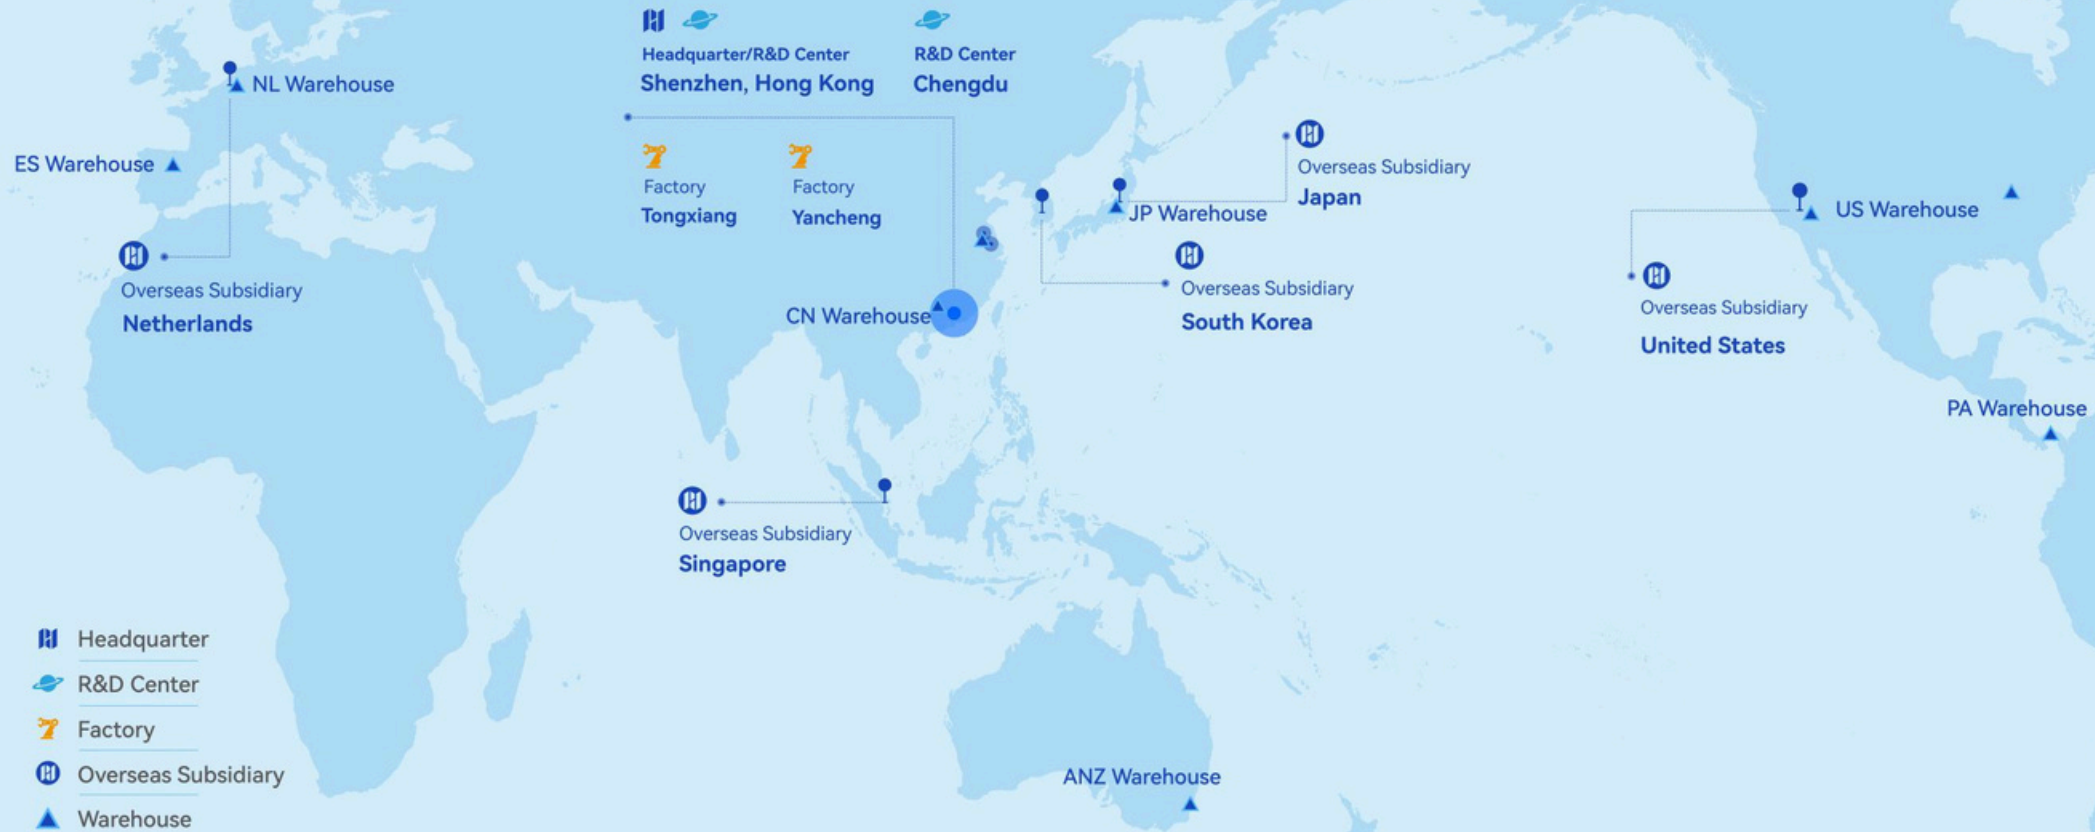 Headquarter/R&D Center
Shenzhen, Hong Kong
R&D Center
Chengdu
NL Warehouse
ES Warehouse
Factory
Tongxiang
Factory
Yancheng
Overseas Subsidiary
Japan
JP Warehouse
US Warehouse
Overseas Subsidiary
Netherlands
Overseas Subsidiary
South Korea
CN Warehouse
Overseas Subsidiary
United States
PA Warehouse
Overseas Subsidiary
Singapore
ANZ Warehouse
Headquarter
R&D Center
Factory
Overseas Subsidiary
Warehouse